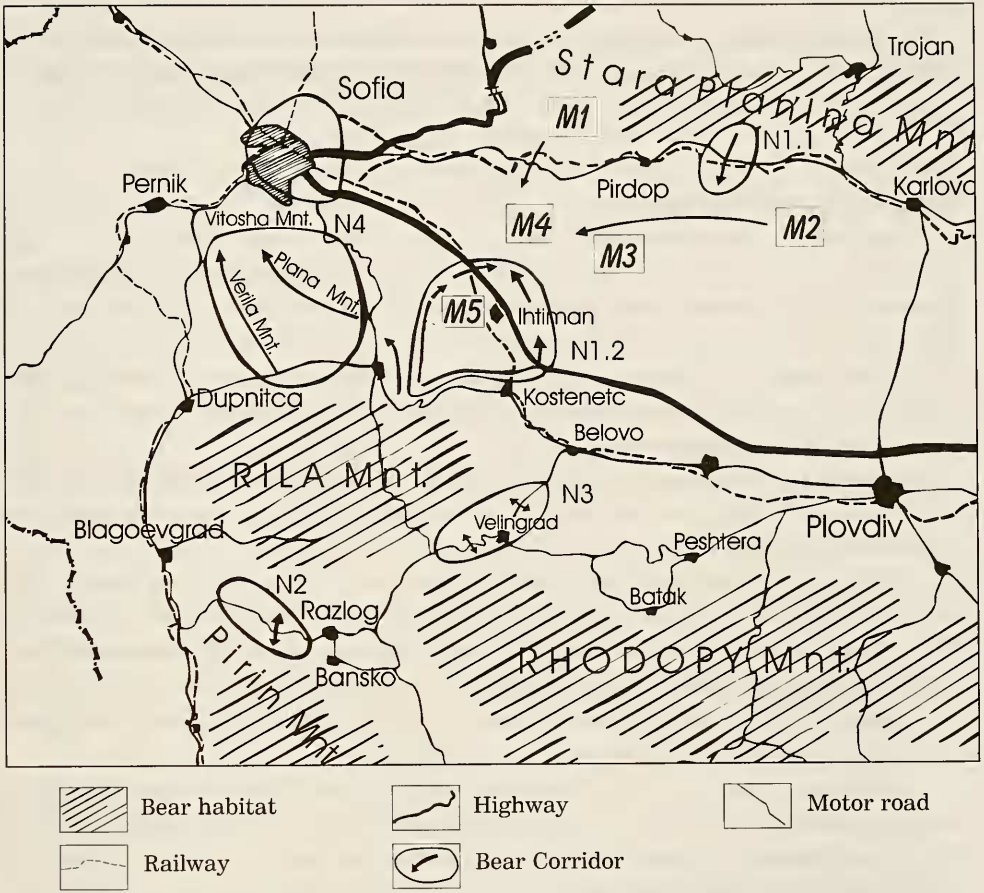 Trojan
Stara Planina Mnt
Sofia
M1
N1.1
Pernik
Pirdop
Karlovo
Vitosha Mnt.
N4
M4
M2
M3
Plana Mnt.
Verila Mnt.
M5
Ihtiman
N1.2
Dupnitca
Kostenetc
Belovo
RILA Mnt.
N3
Velingrad
Plovdiv
Blagoevgrad
Peshtera
N2
Batak
Razlog
Pirin Mnt
RHODOPY Mnt.
Bansko
Bear habitat
Highway
Motor road
Railway
Bear Corridor